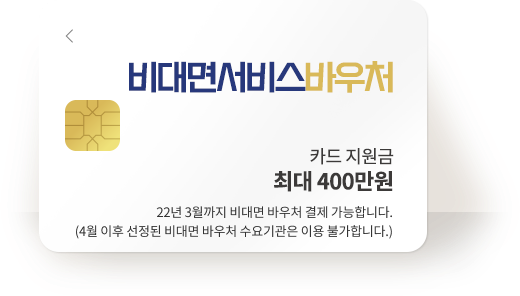 비대면서비스바우처
카드 지원금
최대 400만원
22년 3월까지 비대면 바우처 결제 가능합니다.
(4월 이후 선정된 비대면 바우처 수요기관은 이용 불가합니다.)